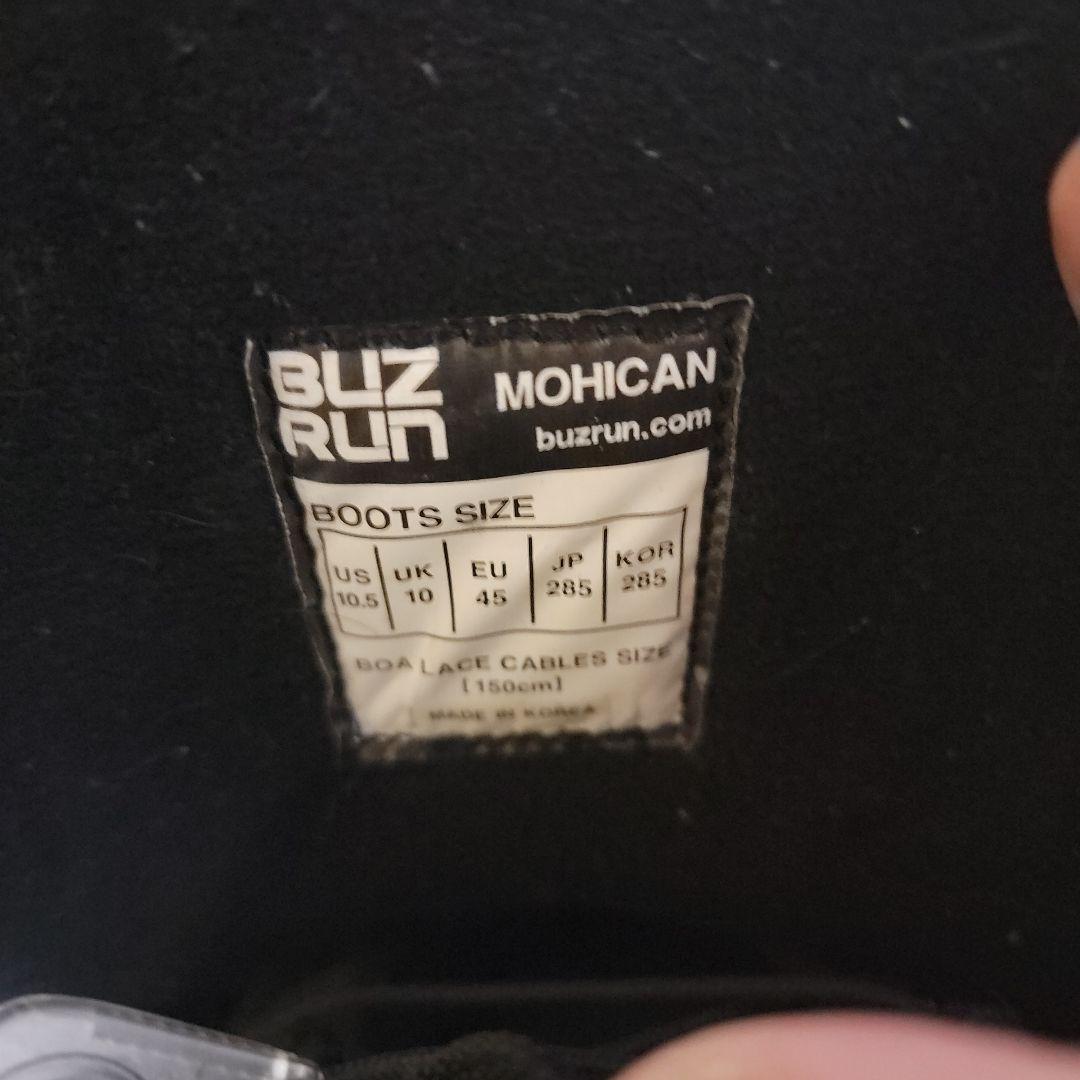 BUZ RUN
MOHICAN
buzrun.com
BOOTS SIZE
US UK EU JP KOR
10.5 10 45 285 285
BOA LACE CABLES SIZE
[150cm]
MADE IN KOREA